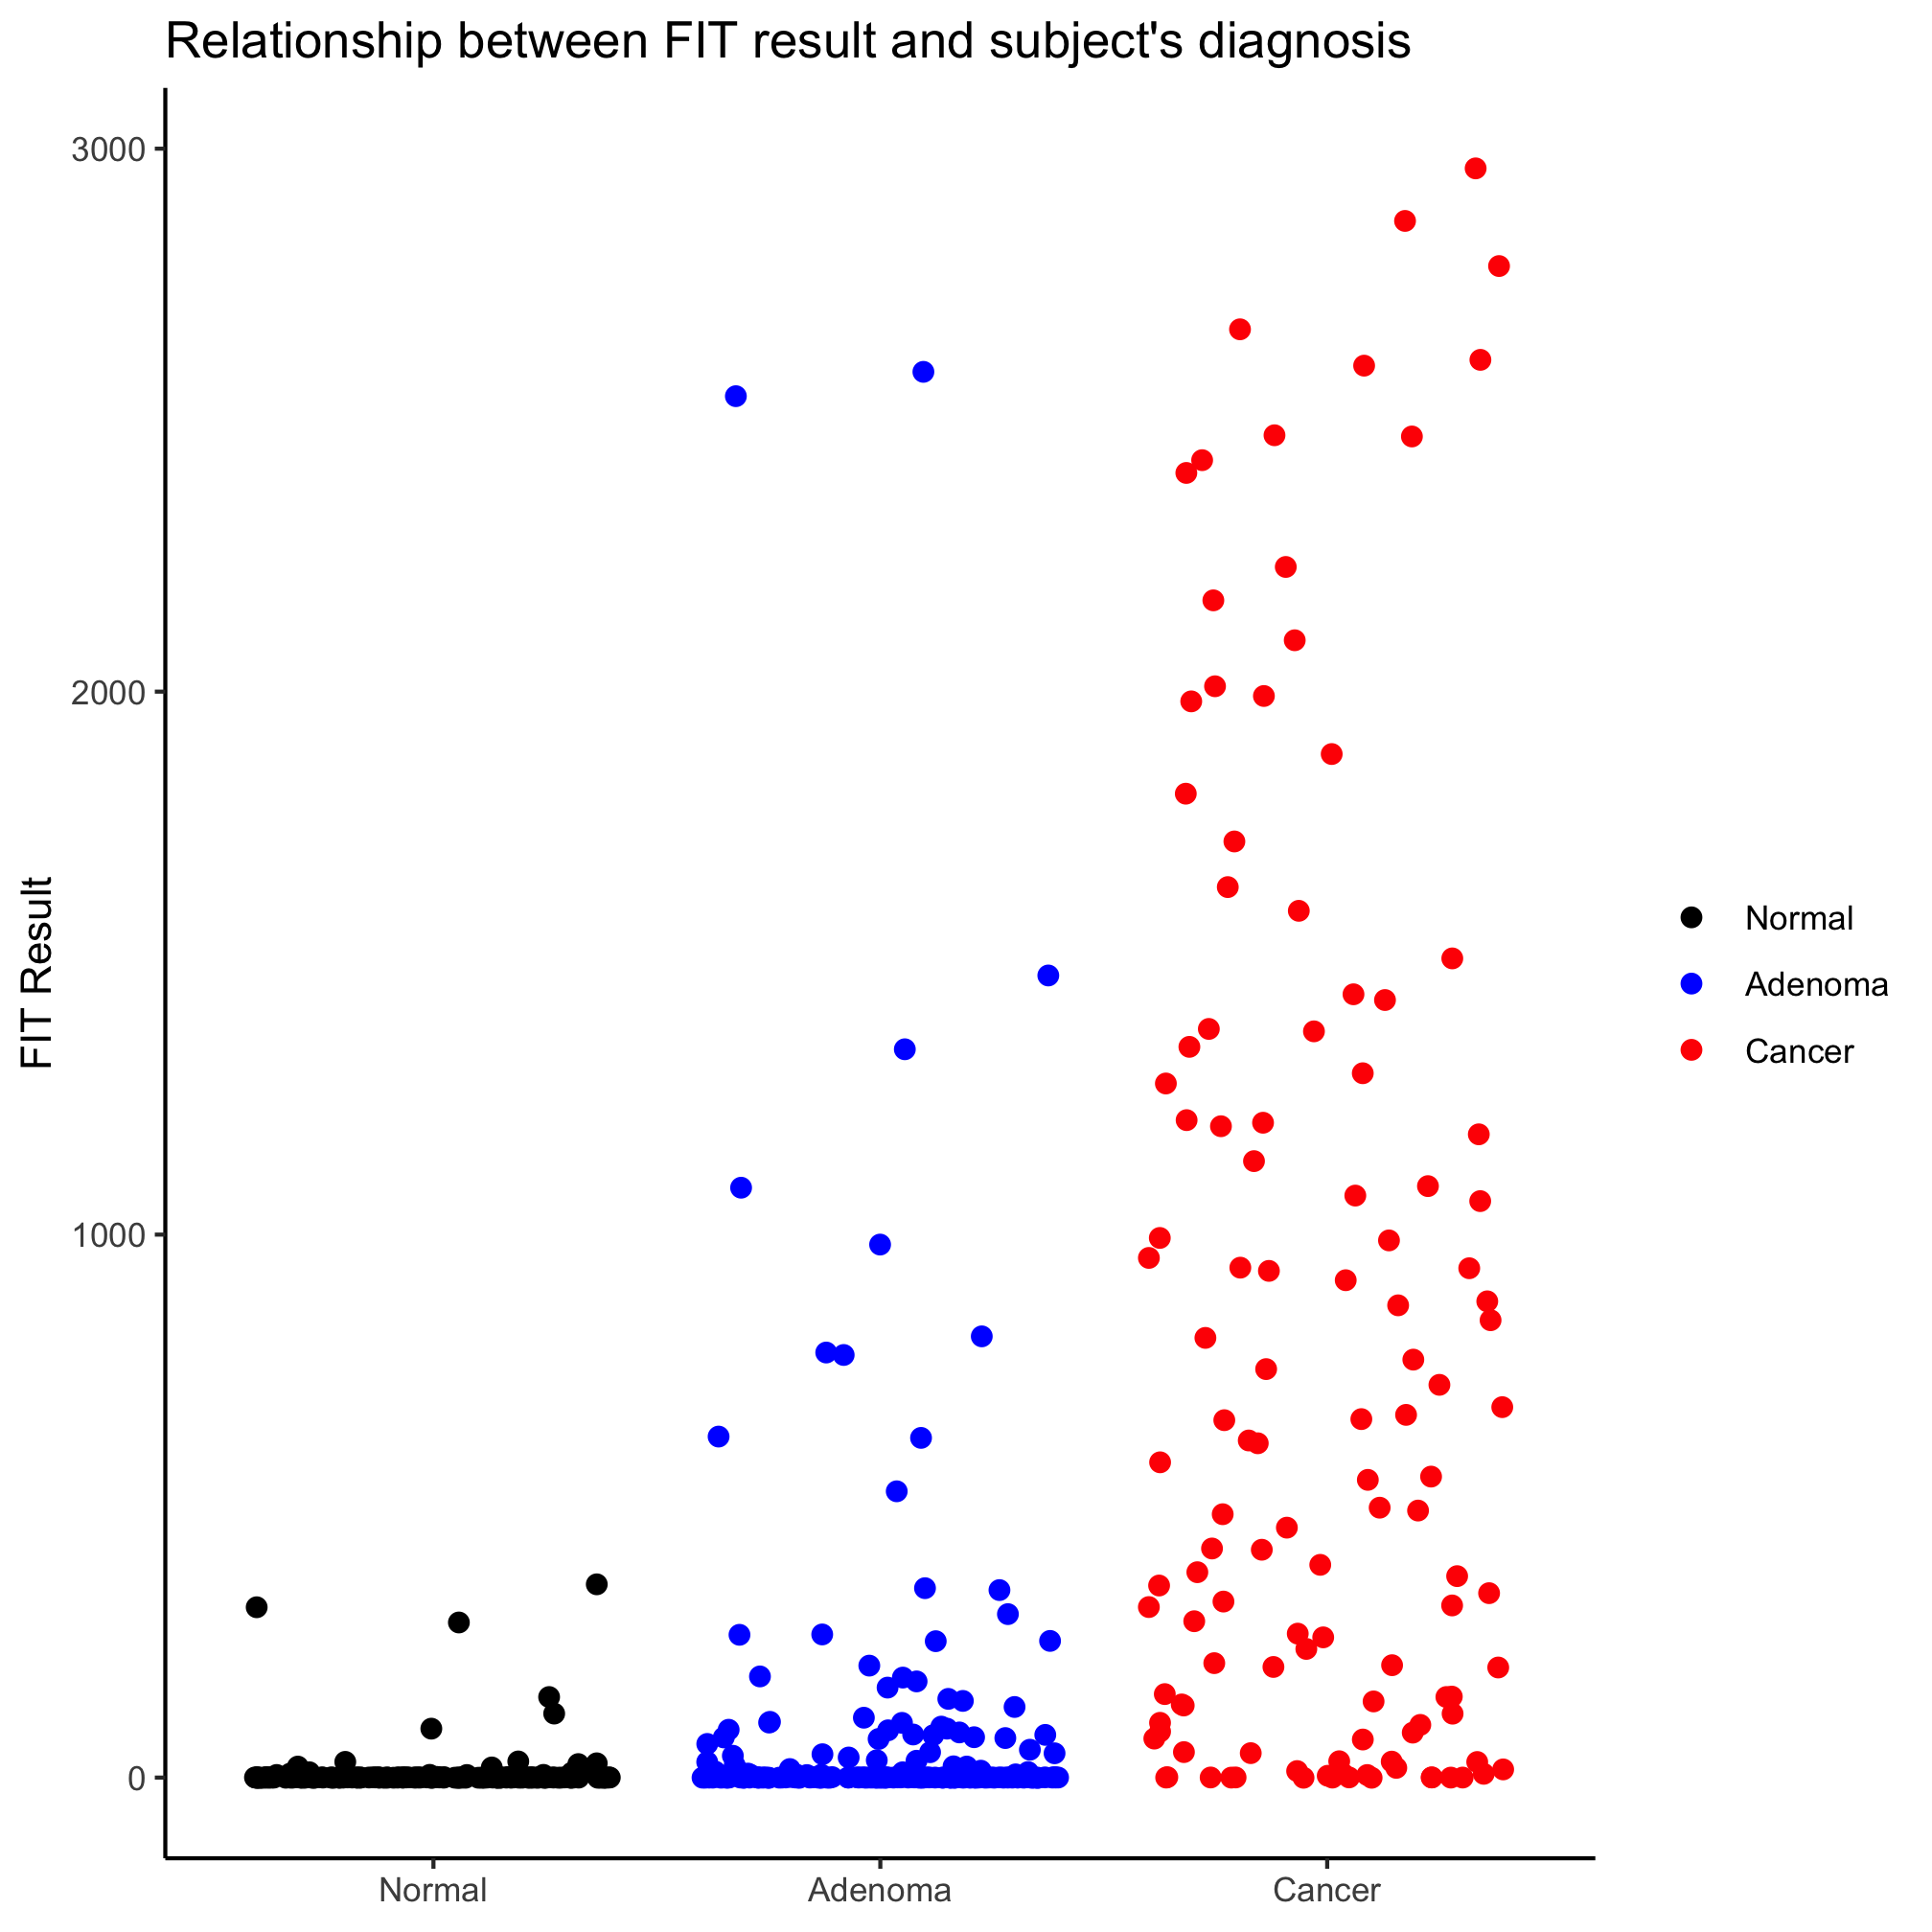 Relationship between FIT result and subject's diagnosis
3000
2000
1000
0
FIT Result
Normal
Adenoma
Cancer
Normal
Adenoma
Cancer